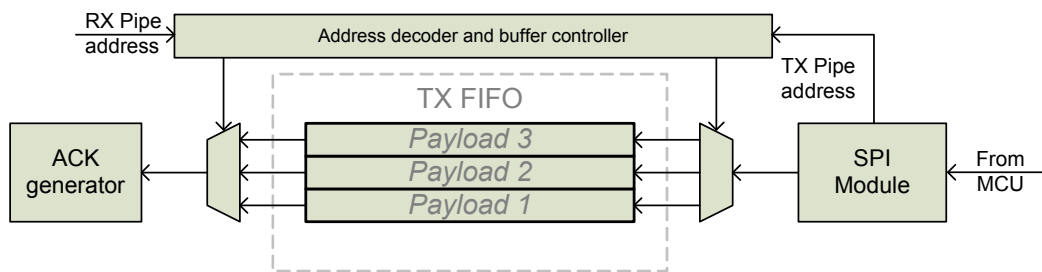 RX Pipe
address
Address decoder and buffer controller
TX Pipe
address
TX FIFO
ACK
generator
Payload 3
Payload 2
Payload 1
SPI
Module
From
MCU